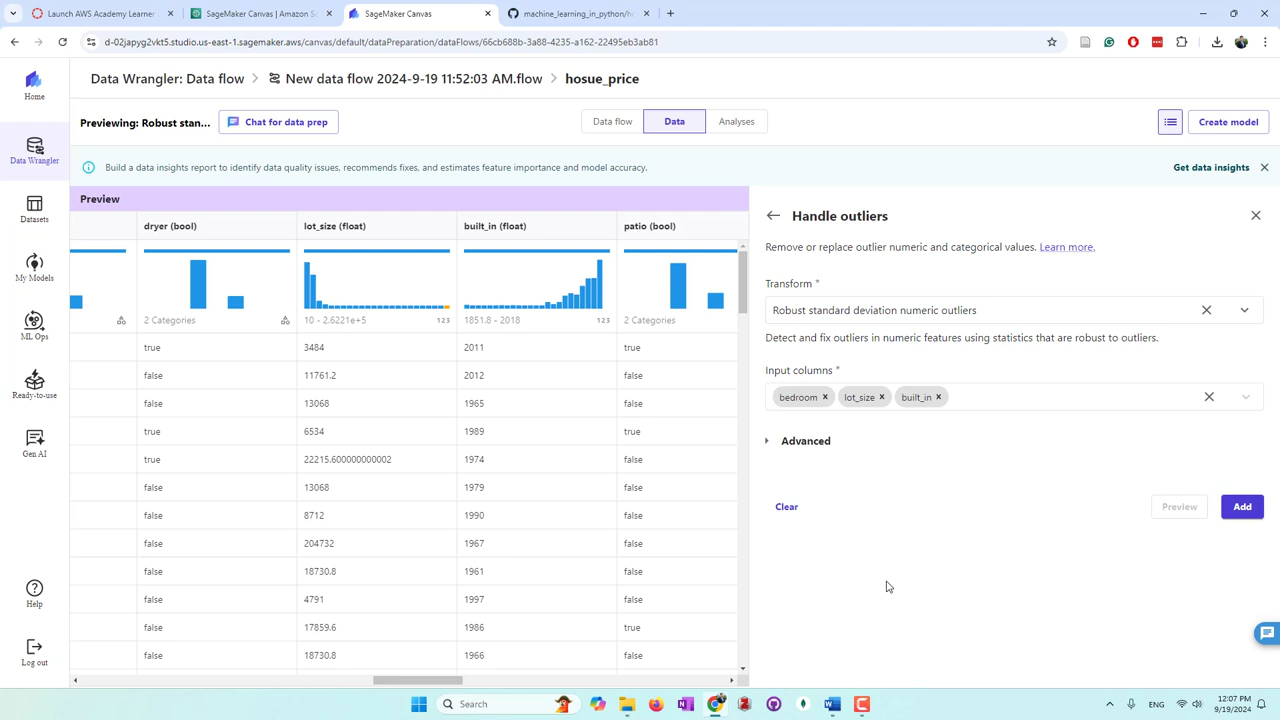 Launch AWS Academy Learner
SageMaker Canvas | Amazon S
SageMaker Canvas
machine_learning_in_python/ho
d-02japyg2vkt5.studio.us-east-1.sagemaker.aws/canvas/default/dataPreparation/dataFlows/66cb688b-3a88-4235-a162-22495eb3ab81
Home
Data Wrangler
Datasets
My Models
ML Ops
Ready-to-use
Gen AI
Help
Log out
Data Wrangler: Data flow
New data flow 2024-9-19 11:52:03 AM.flow
hosue_price
Previewing: Robust stan...
Chat for data prep
Data flow
Data
Analyses
Create model
Build a data insights report to identify data quality issues, recommends fixes, and estimates feature importance and model accuracy.
Get data insights
Preview
dryer (bool) lot_size (float) built_in (float) patio (bool)
2 Categories 10 - 2.6221e+5 123 1851.8 - 2018 123 2 Categories
true 3484 2011 true
false 11761.2 2012 false
false 13068 1965 false
true 6534 1989 true
true 22215.600000000002 1974 false
false 13068 1979 false
false 8712 1990 false
false 204732 1967 false
false 18730.8 1961 false
false 4791 1997 false
false 17859.6 1986 true
false 18730.8 1966 false
Handle outliers
Remove or replace outlier numeric and categorical values. Learn more.
Transform *
Robust standard deviation numeric outliers
Detect and fix outliers in numeric features using statistics that are robust to outliers.
Input columns *
bedroom
lot_size
built_in
Advanced
Clear
Preview
Add
Search
ENG
12:07 PM
9/19/2024